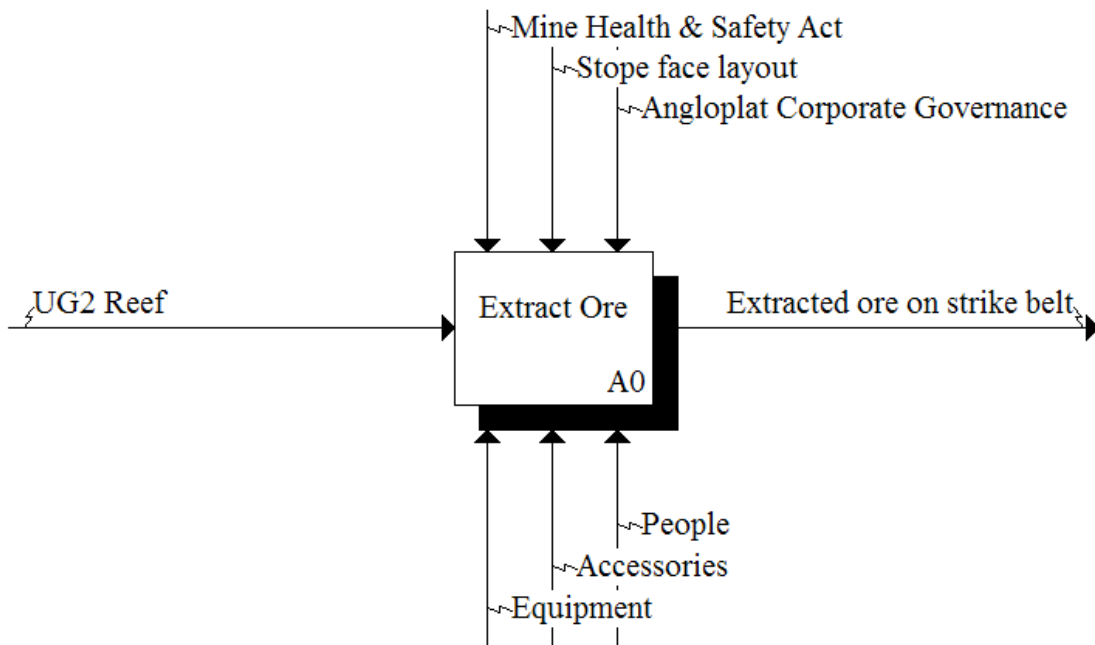 Mine Health & Safety Act
Stope face layout
Angloplat Corporate Governance
UG2 Reef
Extract Ore
Extracted ore on strike belt
A0
People
Accessories
Equipment